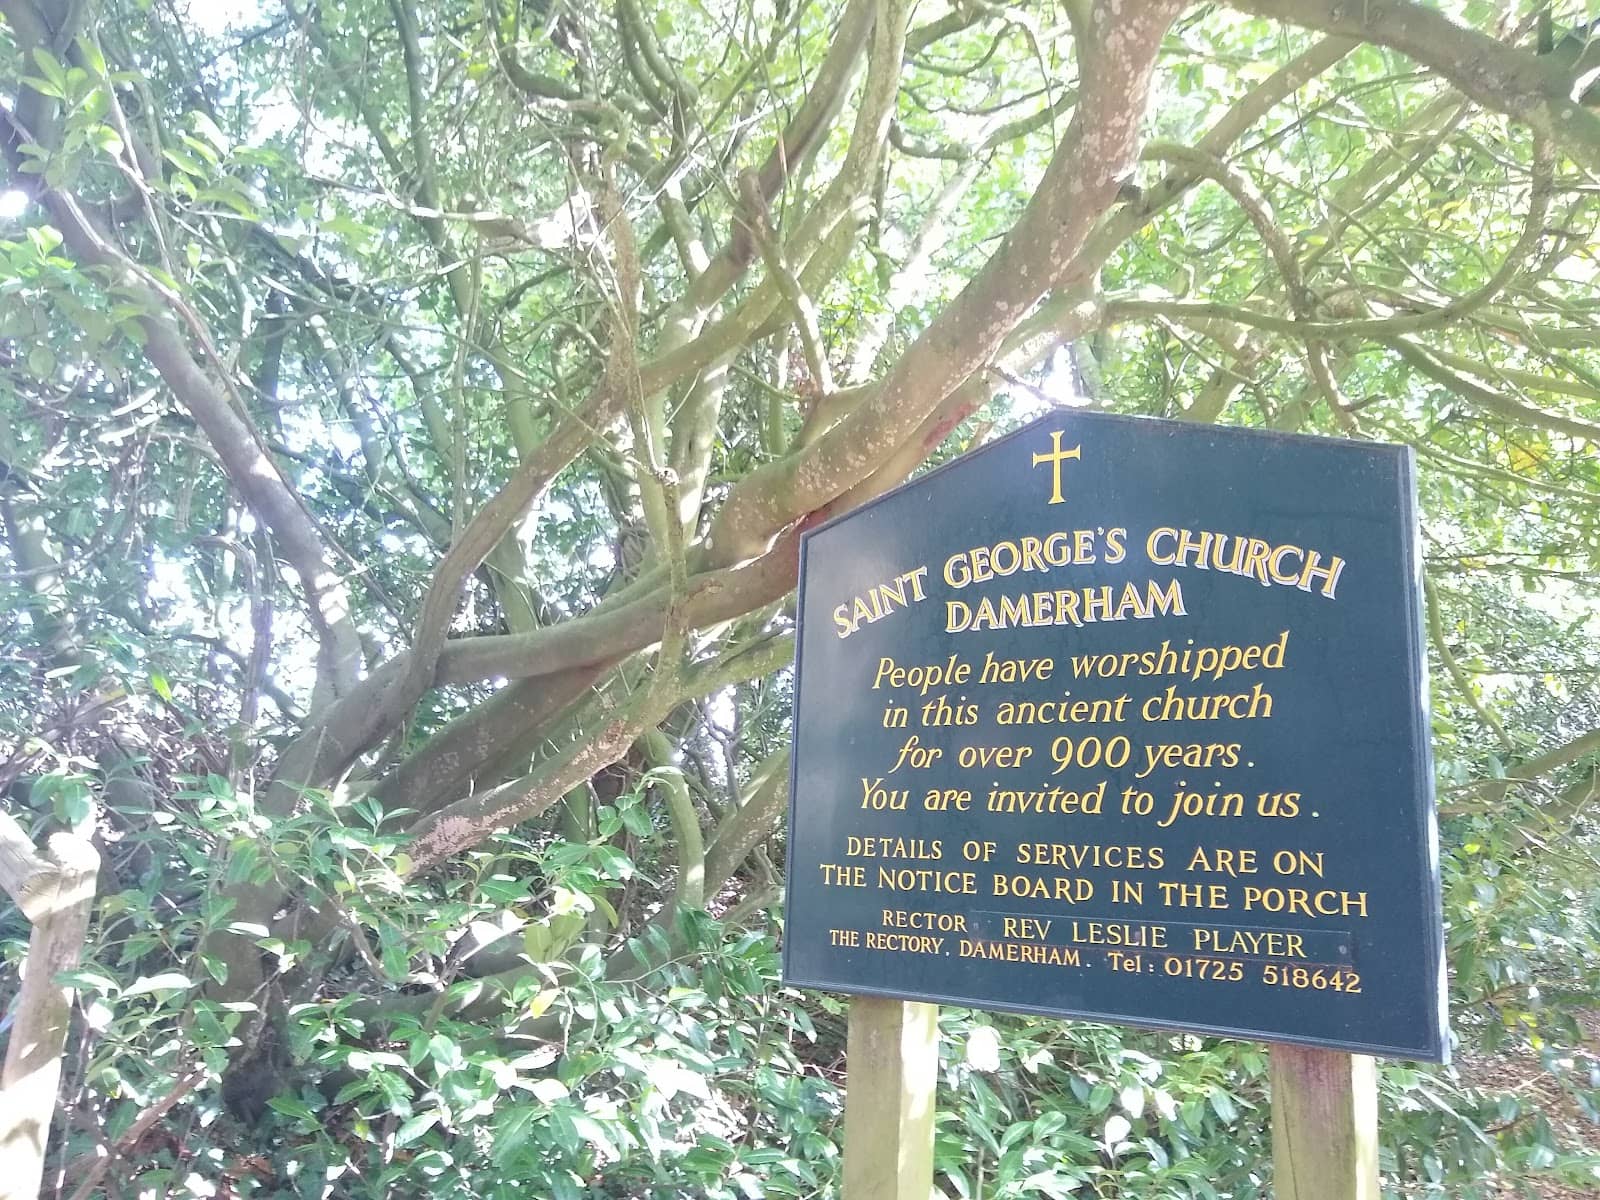 SAINT GEORGE'S CHURCH
DAMERHAM
People have worshipped
in this ancient church
for over 900 years.
You are invited to join us.
DETAILS OF SERVICES ARE ON
THE NOTICE BOARD IN THE PORCH
RECTOR REV LESLIE PLAYER
THE RECTORY. DAMERHAM. Tel: 01725 518642